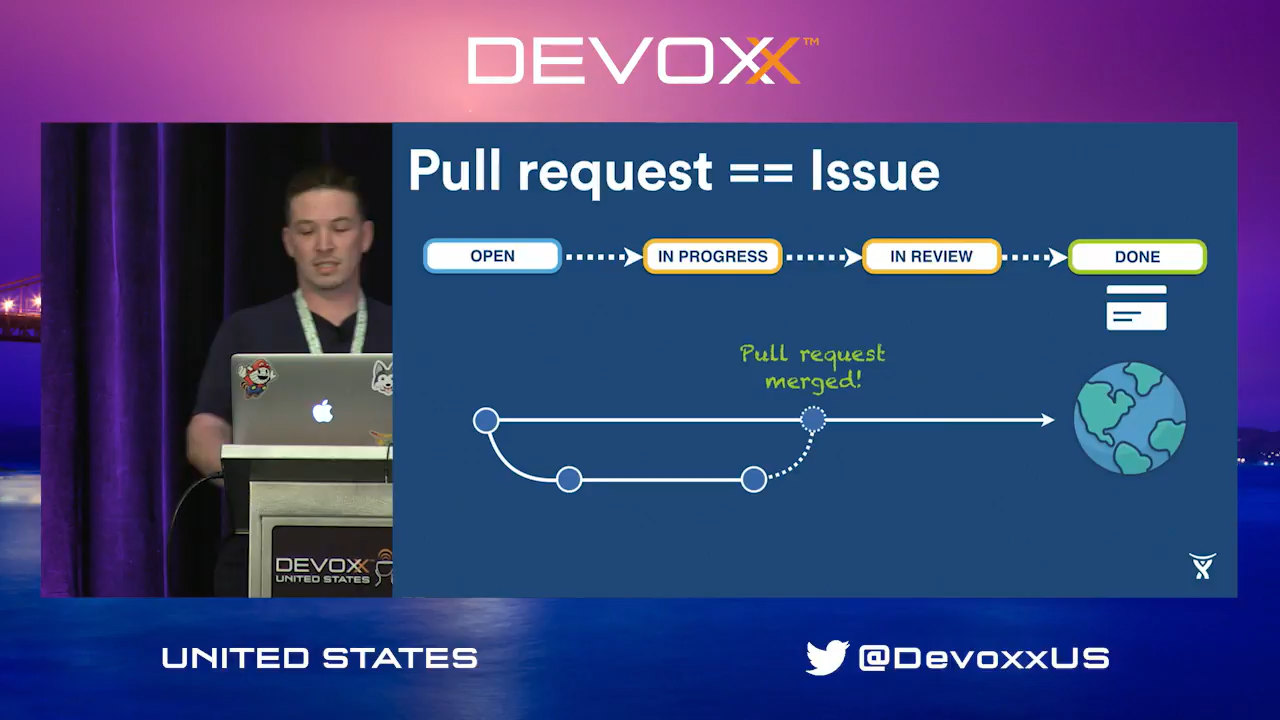 DEVOXX™
Pull request == Issue
OPEN
IN PROGRESS
IN REVIEW
DONE
Pull request
merged!
DEVOXX
UNITED STATES
UNITED STATES
@DevoxxUS